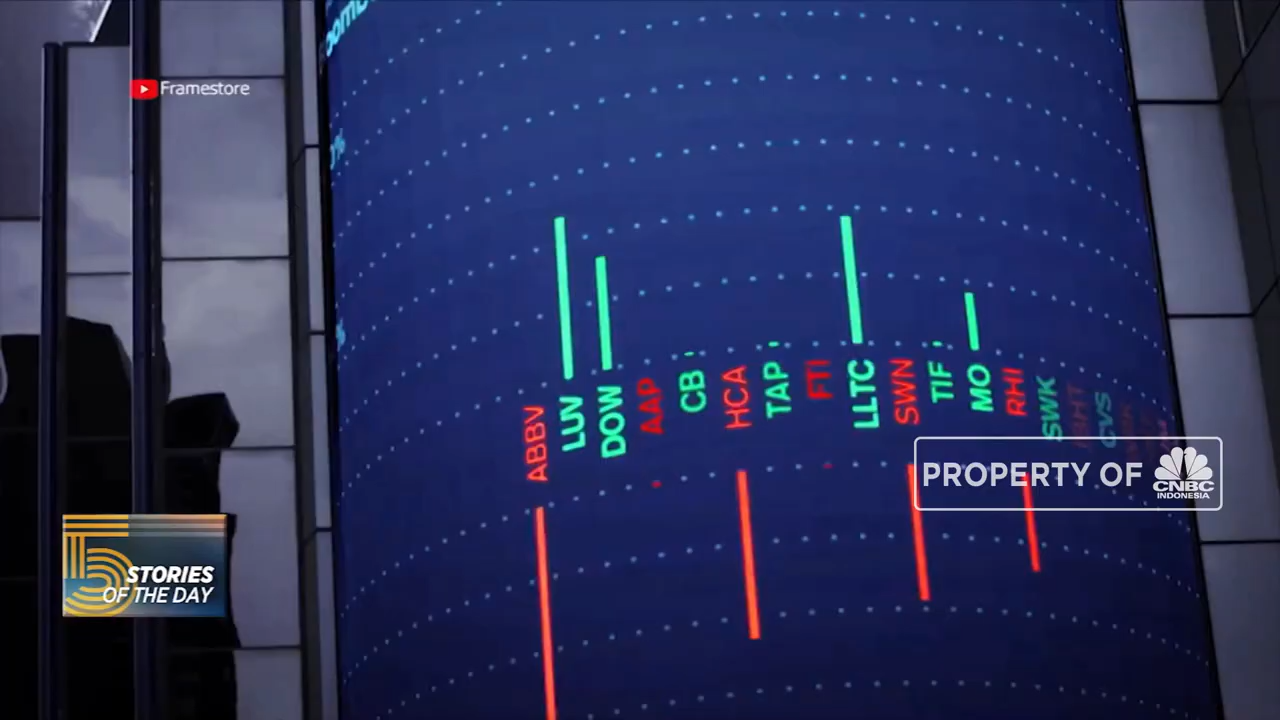 Framestore
ABBV
LUV
DOW
AAP
CB
HCA
TAP
FTI
LLTC
SWN
TIF
MO
RHI
SWK
CVS
PROPERTY OF
CNBC
INDONESIA
5 STORIES
OF THE DAY